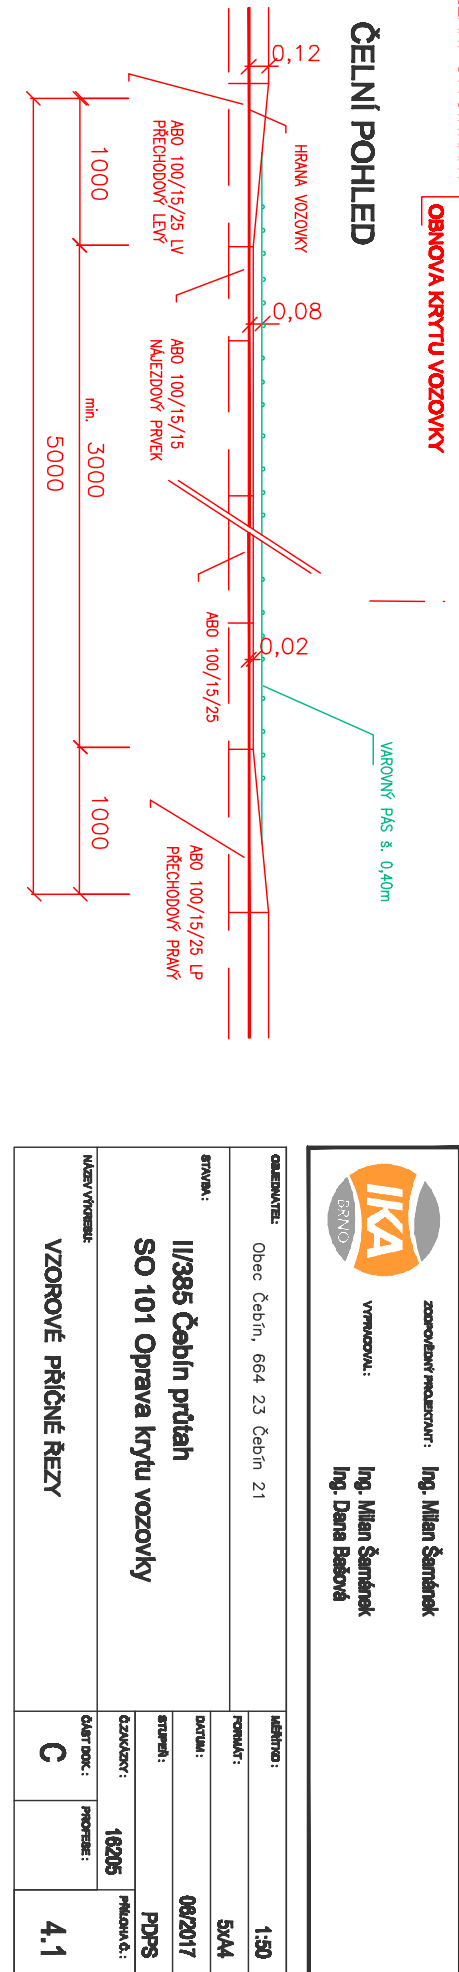 OBNOVA KRYTU VOZOVKY
ČELNÍ POHLED
0,12
HRANA VOZOVKY
0,08
0,02
VAROVNÝ PÁS š. 0,40m
ABO 100/15/25 LV
PŘECHODOVÝ LEVÝ
ABO 100/15/15
NÁJEZDOVÝ PRVEK
ABO 100/15/25
ABO 100/15/25 LP
PŘECHODOVÝ PRAVÝ
1000
min. 3000
1000
5000
IKA
BRNO
ZODPOVĚDNÝ PROJEKTANT: Ing. Milan Šamánek
VYPRACOVAL: Ing. Milan Šamánek
Ing. Dana Bašová
OBJEDNATEL: Obec Čebín, 664 23 Čebín 21
STAVBA:
II/385 Čebín průtah
SO 101 Oprava krytu vozovky
NÁZEV VÝKRESU:
VZOROVÉ PŘÍČNÉ ŘEZY
MĚŘÍTKO: 1:50
FORMÁT: 5xA4
DATUM: 06/2017
STUPEŇ: PDPS
Č.ZAKÁZKY: 16205
ČÁST DOK.: C
PROFESE:
PŘÍLOHA Č.: 4.1